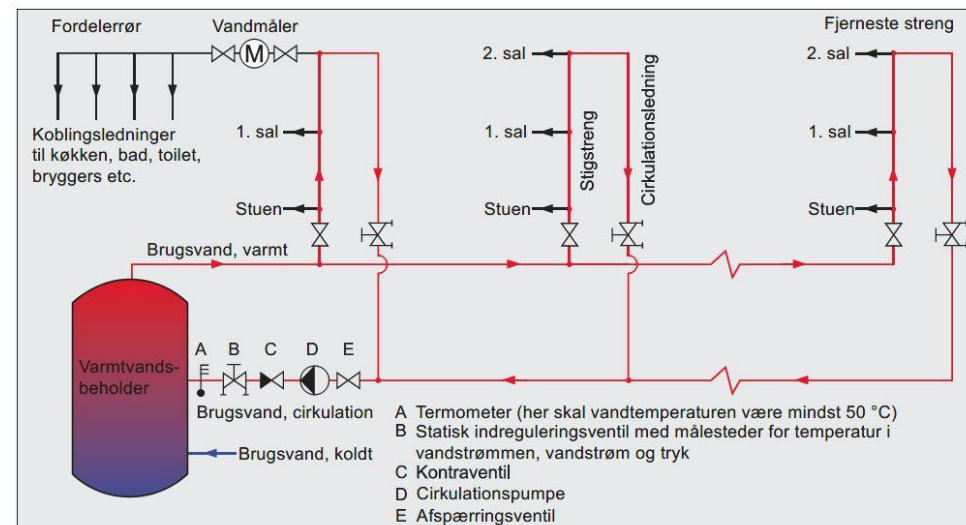 Fordelerrør
Vandmåler
Fjerneste streng
M
2. sal
2. sal
1. sal
1. sal
1. sal
Koblingsledninger
til køkken, bad, toilet,
bryggers etc.
Stigstreng
Cirkulationsledning
Stuen
Stuen
Stuen
Brugsvand, varmt
Varmtvands-
beholder
A B C D E
Brugsvand, cirkulation
Brugsvand, koldt
A Termometer (her skal vandtemperaturen være mindst 50 °C)
B Statisk indreguleringsventil med målesteder for temperatur i
vandstrømmen, vandstrøm og tryk
C Kontraventil
D Cirkulationspumpe
E Afspærringsventil